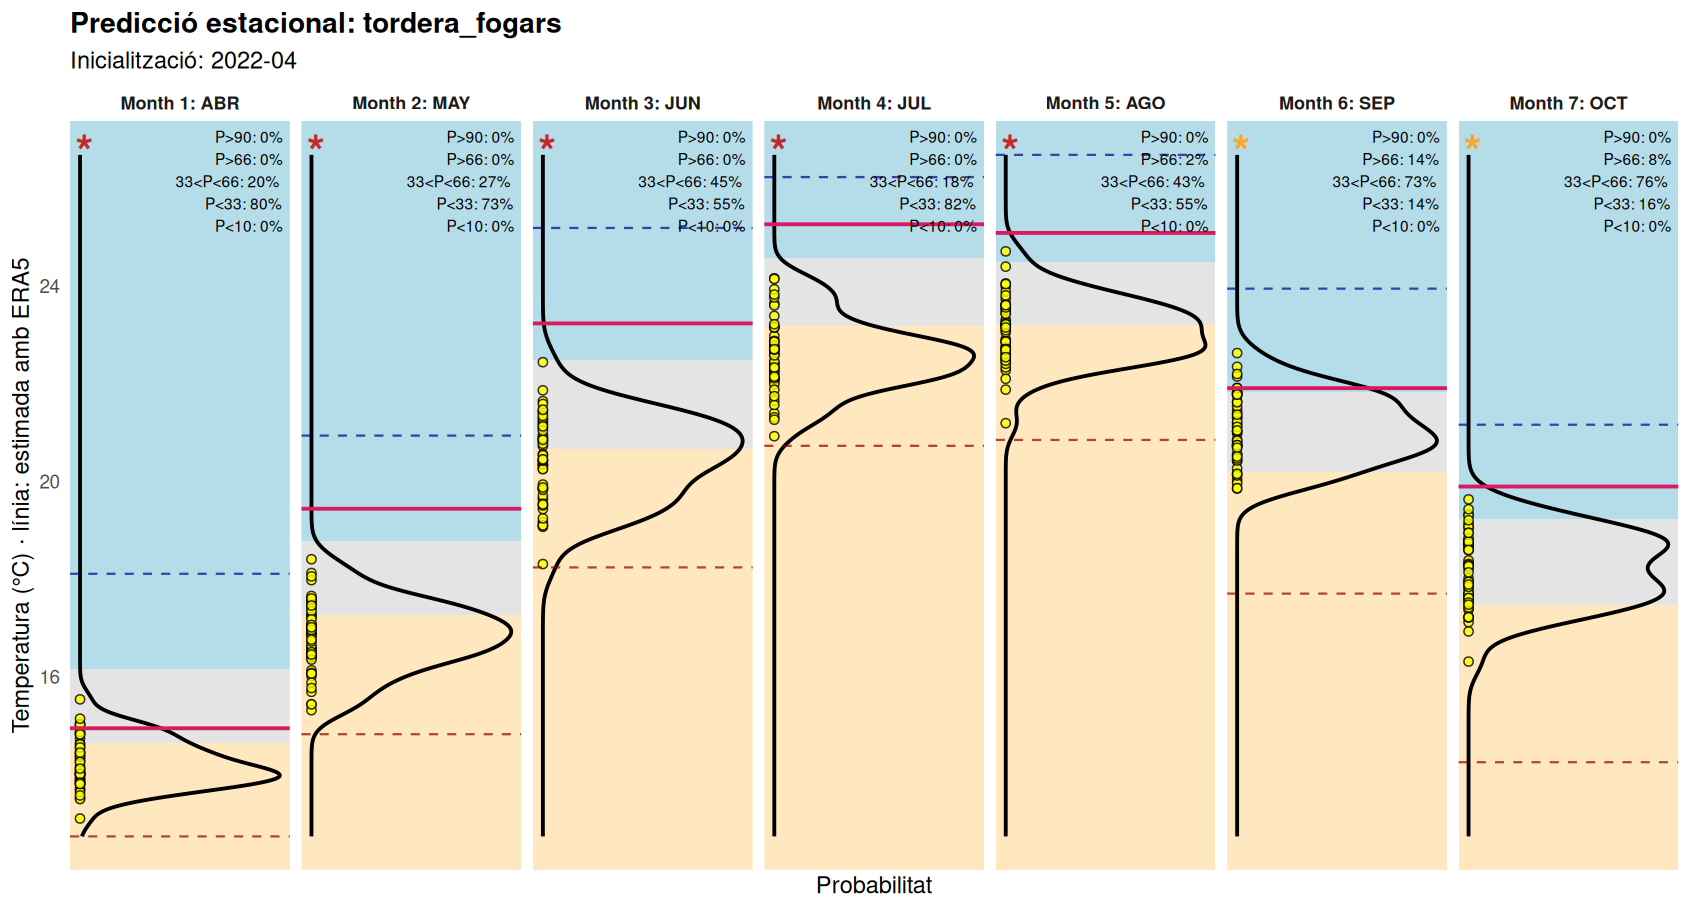 Predicció estacional: tordera_fogars
Inicialització: 2022-04
Month 1: ABR
P>90: 0%
P>66: 0%
33<P<66: 20%
P<33: 80%
P<10: 0%
Month 2: MAY
P>90: 0%
P>66: 0%
33<P<66: 27%
P<33: 73%
P<10: 0%
Month 3: JUN
P>90: 0%
P>66: 0%
33<P<66: 45%
P<33: 55%
P<10: 0%
Month 4: JUL
P>90: 0%
P>66: 0%
33<P<66: 18%
P<33: 82%
P<10: 0%
Month 5: AGO
P>90: 0%
P>66: 2%
33<P<66: 43%
P<33: 55%
P<10: 0%
Month 6: SEP
P>90: 0%
P>66: 14%
33<P<66: 73%
P<33: 14%
P<10: 0%
Month 7: OCT
P>90: 0%
P>66: 8%
33<P<66: 76%
P<33: 16%
P<10: 0%
Temperatura (°C) · línia: estimada amb ERA5
24
20
16
Probabilitat